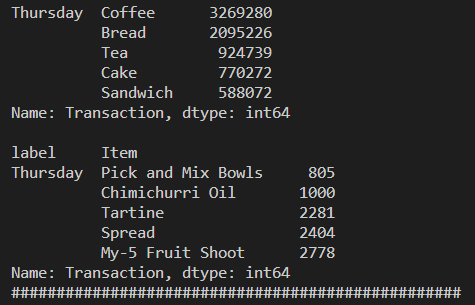 Thursday  Coffee      3269280
          Bread       2095226
          Tea          924739
          Cake         770272
          Sandwich     588072
Name: Transaction, dtype: int64

label     Item
Thursday  Pick and Mix Bowls     805
          Chimichurri Oil       1000
          Tartine               2281
          Spread                2404
          My-5 Fruit Shoot      2778
Name: Transaction, dtype: int64
##################################################